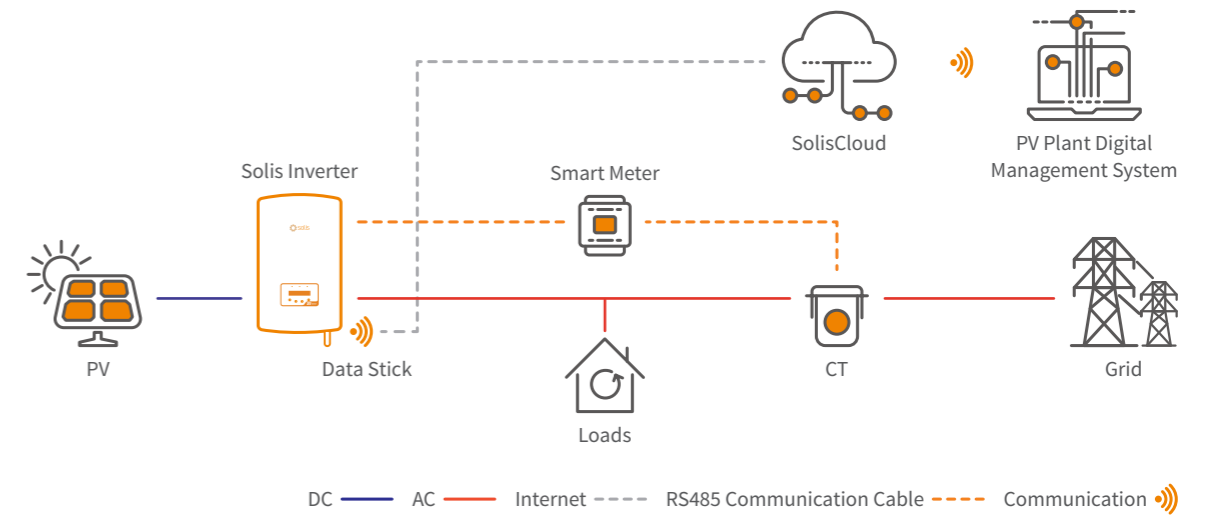 SolisCloud
PV Plant Digital
Management System
Solis Inverter
Smart Meter
solis
PV
Data Stick
CT
Grid
Loads
DC
AC
Internet
RS485 Communication Cable
Communication